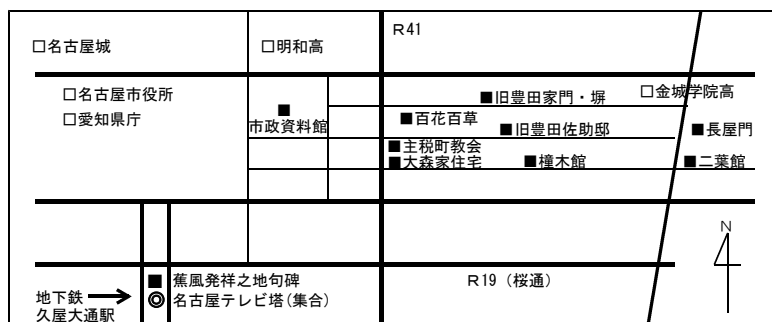 R41
□名古屋城
□明和高
□名古屋市役所
□愛知県庁
■
市政資料館
■旧豊田家門・塀
□金城学院高
■百花百草
■旧豊田佐助邸
■長屋門
■主税町教会
■大森家住宅
■橦木館
■二葉館
N
■ 蕉風発祥之地句碑
R19（桜通）
地下鉄
久屋大通駅
◎ 名古屋テレビ塔(集合)